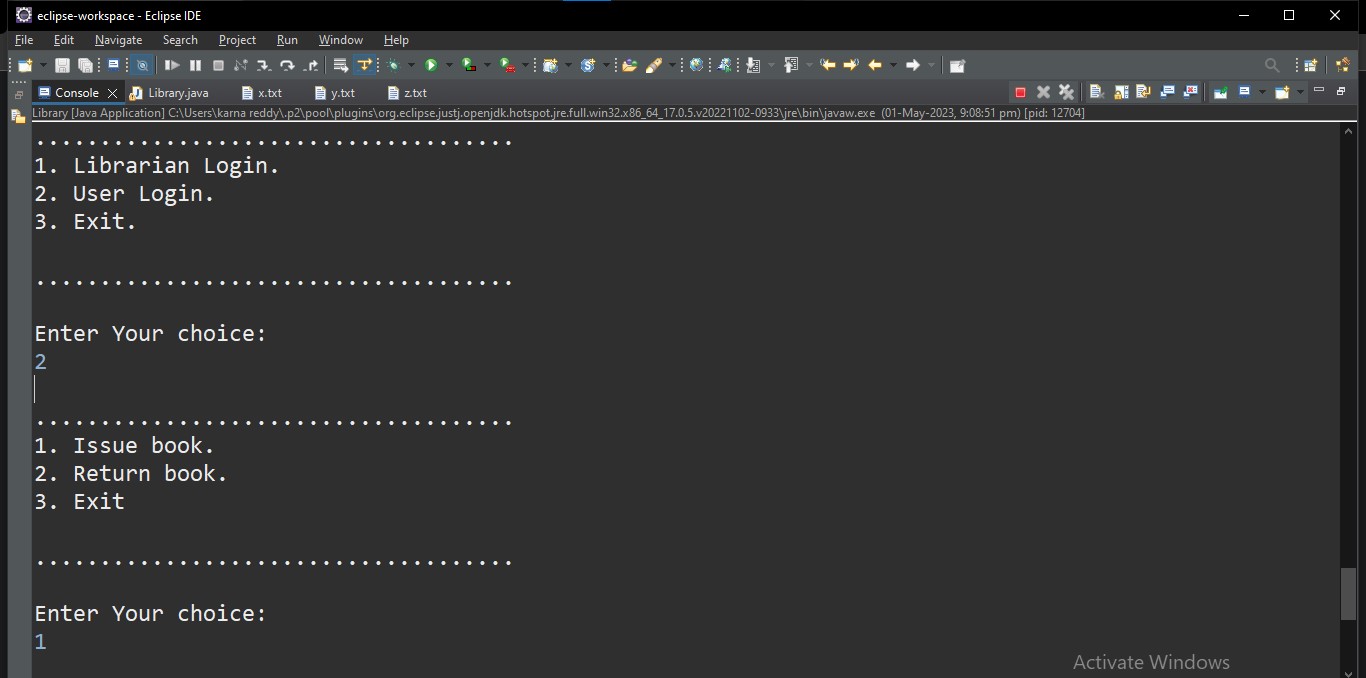 eclipse-workspace - Eclipse IDE
File Edit Navigate Search Project Run Window Help
Console Library.java x.txt y.txt z.txt
Library [Java Application] C:\Users\karna reddy\.p2\pool\plugins\org.eclipse.justj.openjdk.hotspot.jre.full.win32.x86_64_17.0.5.v20221102-0933\jre\bin\javaw.exe (01-May-2023, 9:08:51 pm) [pid: 12704]
.....................................
1. Librarian Login.
2. User Login.
3. Exit.
.....................................
Enter Your choice:
2
.....................................
1. Issue book.
2. Return book.
3. Exit
.....................................
Enter Your choice:
1
Activate Windows